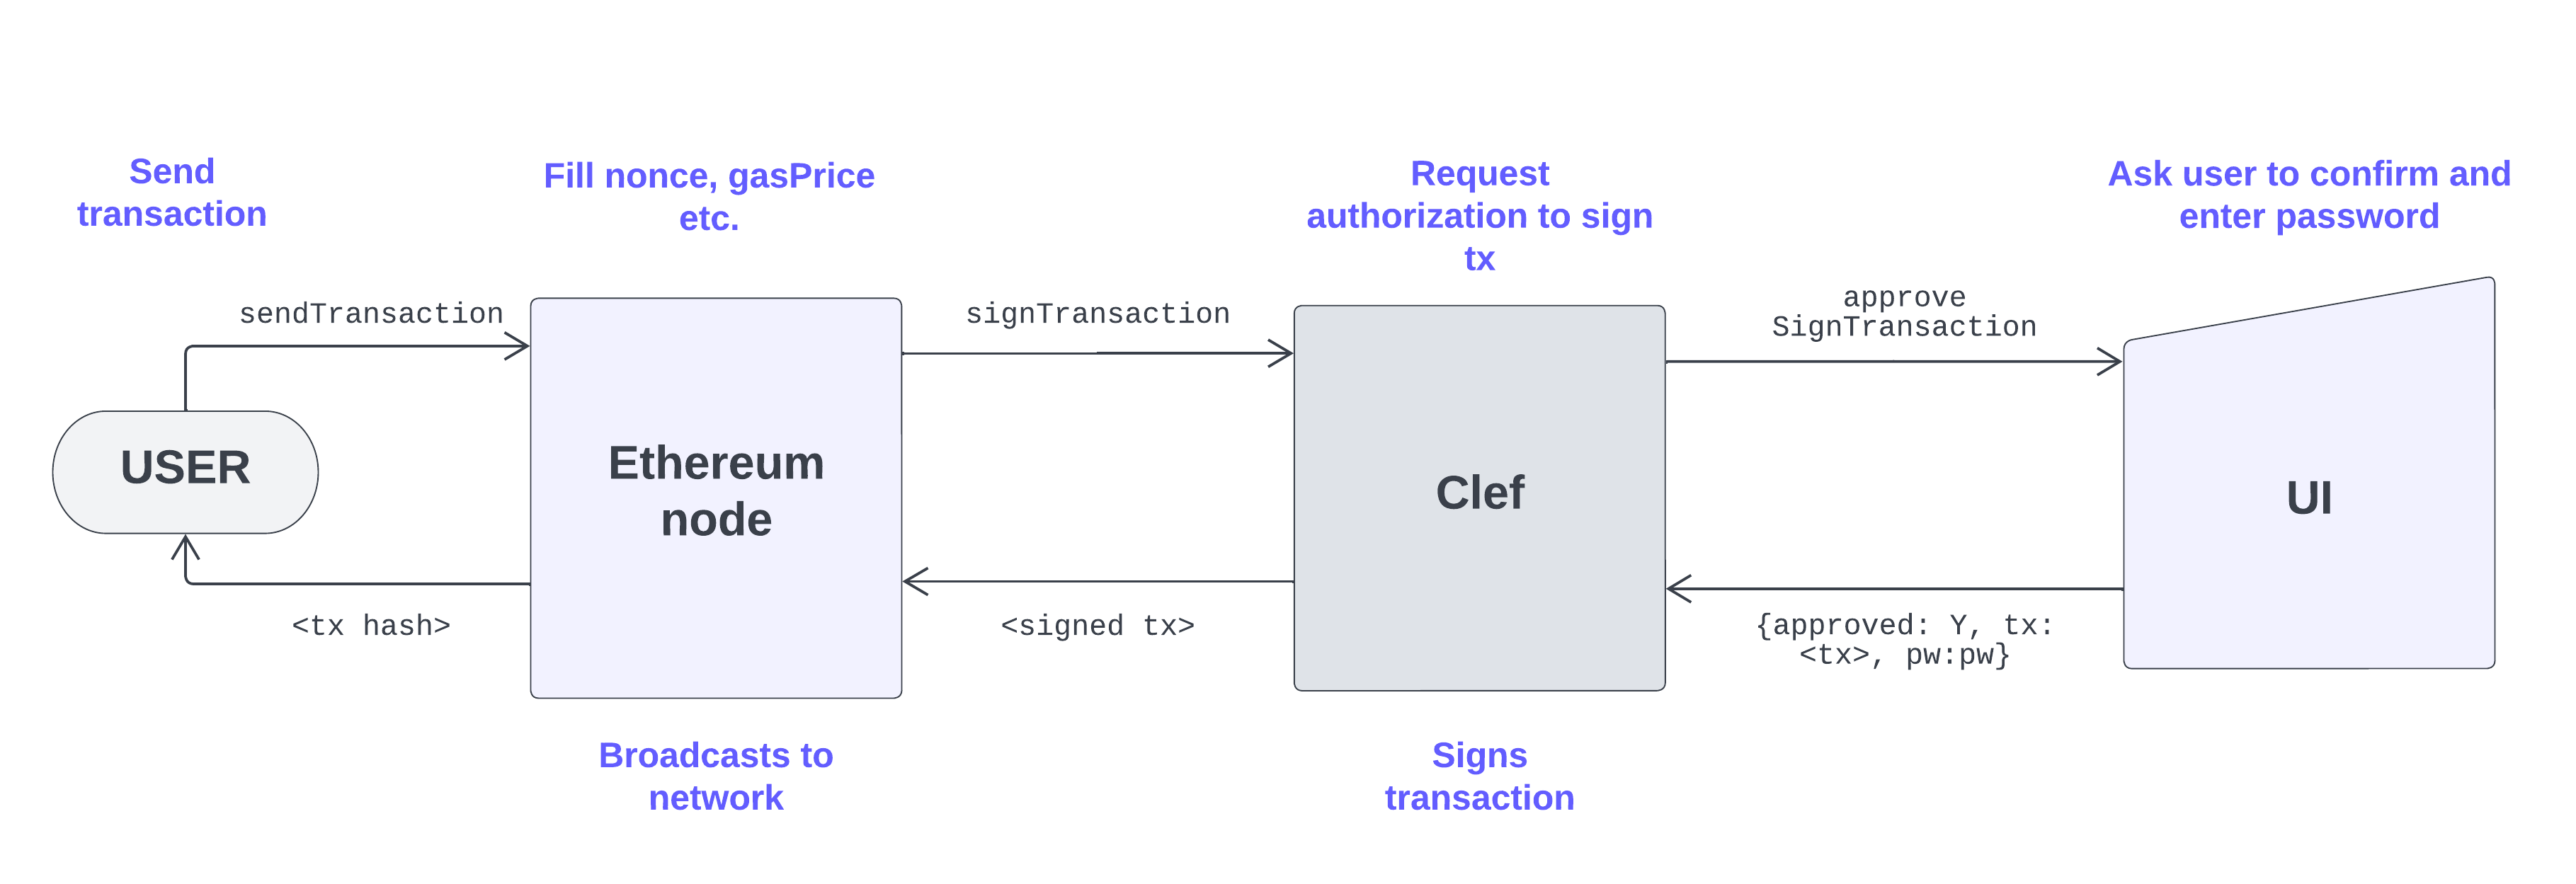 Send
transaction
Fill nonce, gasPrice
etc.
Request
authorization to sign
tx
Ask user to confirm and
enter password
sendTransaction
signTransaction
approve
SignTransaction
USER
Ethereum
node
Clef
UI
<tx hash>
<signed tx>
{approved: Y, tx:
<tx>, pw:pw}
Broadcasts to
network
Signs
transaction